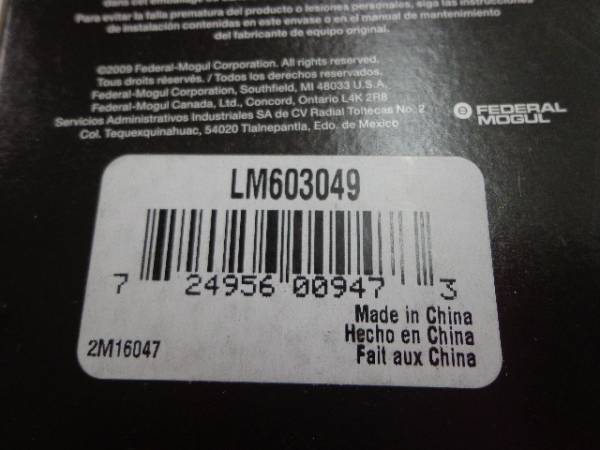 Para evitar la falla prematura del producto o lesiones personales, siga las instrucciones
de instalación contenidas en este envase o en el manual de mantenimiento
del fabricante de equipo original.
©2009 Federal-Mogul Corporation. All rights reserved.
Tous droits réservés. / Todos los derechos reservados.
Federal-Mogul Corporation, Southfield, MI 48033 U.S.A.
Federal-Mogul Canada, Ltd., Concord, Ontario L4K 2R8
Servicios Administrativos Industriales SA de CV Radial Toltecas No. 2
Col. Tequexquinahuac, 54020 Tlalnepantla, Edo. de Mexico
FEDERAL
MOGUL
LM603049
7 24956 00947 3
Made in China
Hecho en China
Fait aux China
2M16047